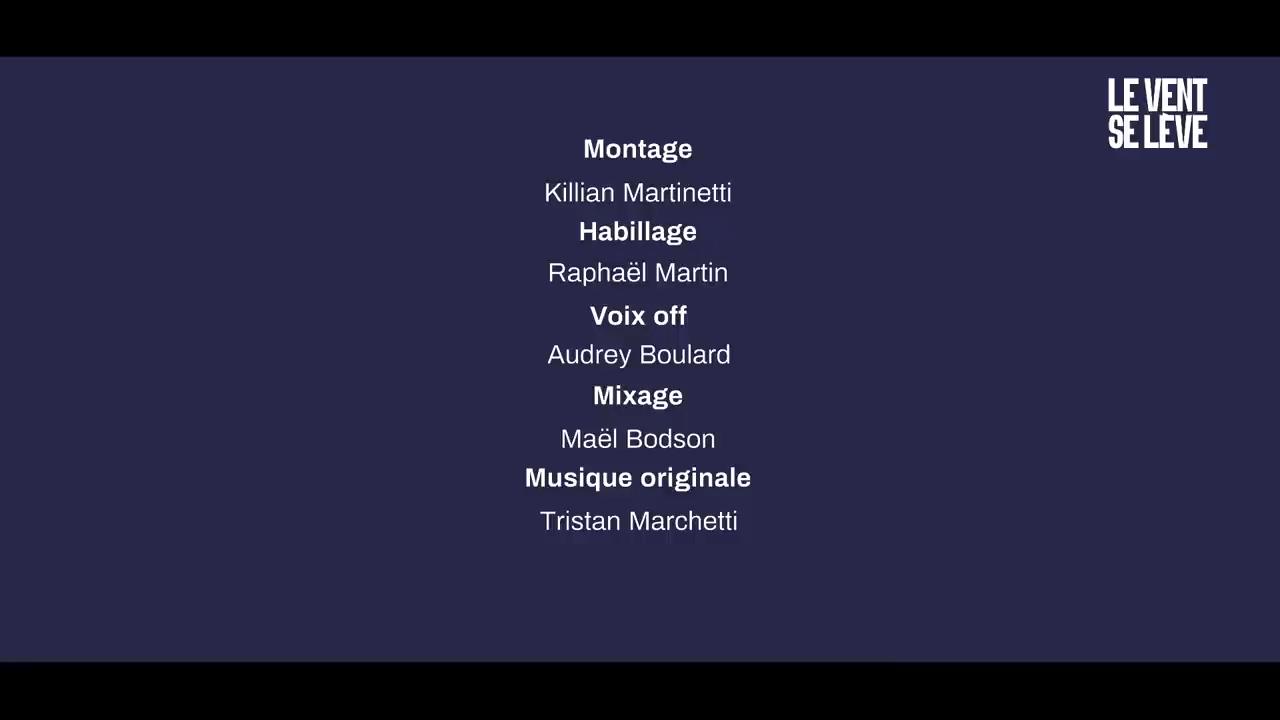 LE VENT
SE LÈVE
Montage
Killian Martinetti
Habillage
Raphaël Martin
Voix off
Audrey Boulard
Mixage
Maël Bodson
Musique originale
Tristan Marchetti